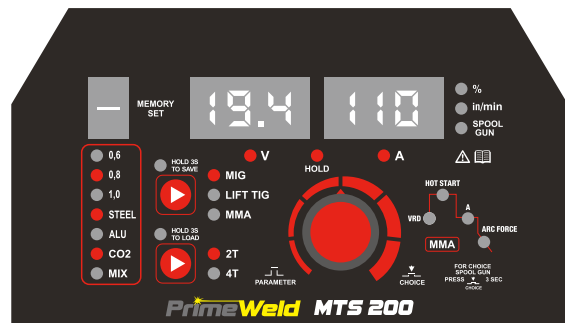 –
MEMORY
SET
19.4
110
%
in/min
SPOOL
GUN
V
HOLD
A
0,6
0,8
1,0
STEEL
ALU
CO2
MIX
HOLD 3S
TO SAVE
MIG
LIFT TIG
MMA
HOLD 3S
TO LOAD
2T
4T
PARAMETER
CHOICE
HOT START
VRD
A
ARC FORCE
MMA
FOR CHOICE
SPOOL GUN
PRESS 3 SEC
CHOICE
PrimeWeld MTS 200